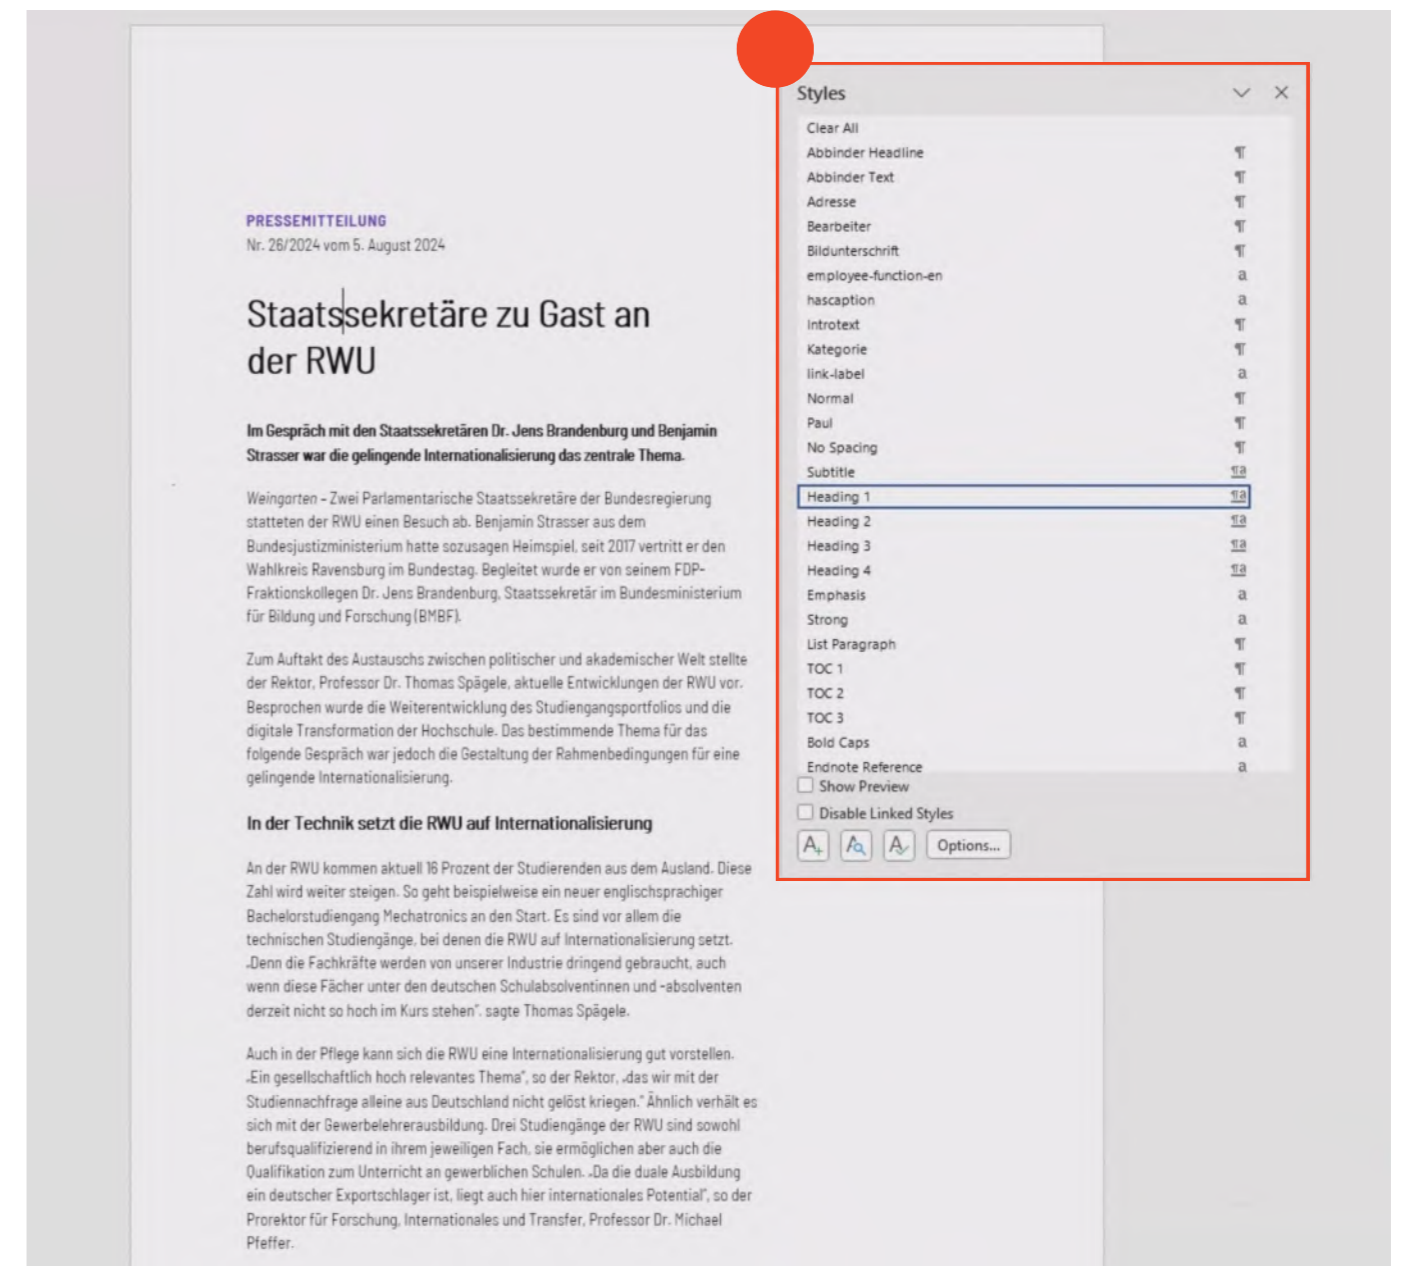 PRESSEMITTEILUNG
Nr. 26/2024 vom 5. August 2024
Staatssekretäre zu Gast an
der RWU
Im Gespräch mit den Staatssekretären Dr. Jens Brandenburg und Benjamin
Strasser war die gelingende Internationalisierung das zentrale Thema.
Weingarten – Zwei Parlamentarische Staatssekretäre der Bundesregierung
statteten der RWU einen Besuch ab. Benjamin Strasser aus dem
Bundesjustizministerium hatte sozusagen Heimspiel, seit 2017 vertritt er den
Wahlkreis Ravensburg im Bundestag. Begleitet wurde er von seinem FDP-
Fraktionskollegen Dr. Jens Brandenburg, Staatssekretär im Bundesministerium
für Bildung und Forschung (BMBF).
Zum Auftakt des Austauschs zwischen politischer und akademischer Welt stellte
der Rektor, Professor Dr. Thomas Spägele, aktuelle Entwicklungen der RWU vor.
Besprochen wurde die Weiterentwicklung des Studiengangsportfolios und die
digitale Transformation der Hochschule. Das bestimmende Thema für das
folgende Gespräch war jedoch die Gestaltung der Rahmenbedingungen für eine
gelingende Internationalisierung.
In der Technik setzt die RWU auf Internationalisierung
An der RWU kommen aktuell 16 Prozent der Studierenden aus dem Ausland. Diese
Zahl wird weiter steigen. So geht beispielweise ein neuer englischsprachiger
Bachelorstudiengang Mechatronics an den Start. Es sind vor allem die
technischen Studiengänge, bei denen die RWU auf Internationalisierung setzt.
„Denn die Fachkräfte werden von unserer Industrie dringend gebraucht, auch
wenn diese Fächer unter den deutschen Schulabsolventinnen und -absolventen
derzeit nicht so hoch im Kurs stehen“, sagte Thomas Spägele.
Auch in der Pflege kann sich die RWU eine Internationalisierung gut vorstellen.
„Ein gesellschaftlich hoch relevantes Thema“, so der Rektor, „das wir mit der
Studiennachfrage alleine aus Deutschland nicht gelöst kriegen.“ Ähnlich verhält es
sich mit der Gewerbelehrerausbildung. Drei Studiengänge der RWU sind sowohl
berufsqualifizierend in ihrem jeweiligen Fach, sie ermöglichen aber auch die
Qualifikation zum Unterricht an gewerblichen Schulen. „Da die duale Ausbildung
ein deutscher Exportschlager ist, liegt auch hier internationales Potential“, so der
Prorektor für Forschung, Internationales und Transfer, Professor Dr. Michael
Pfeffer.
Styles
Clear All
Abbinder Headline ¶
Abbinder Text ¶
Adresse ¶
Bearbeiter ¶
Bildunterschrift ¶
employee-function-en a
hascaption a
Introtext ¶
Kategorie ¶
link-label a
Normal ¶
Paul ¶
No Spacing ¶
Subtitle ¶a
Heading 1 ¶a
Heading 2 ¶a
Heading 3 ¶a
Heading 4 ¶a
Emphasis a
Strong a
List Paragraph ¶
TOC 1 ¶
TOC 2 ¶
TOC 3 ¶
Bold Caps a
Endnote Reference a
Show Preview
Disable Linked Styles
Options...